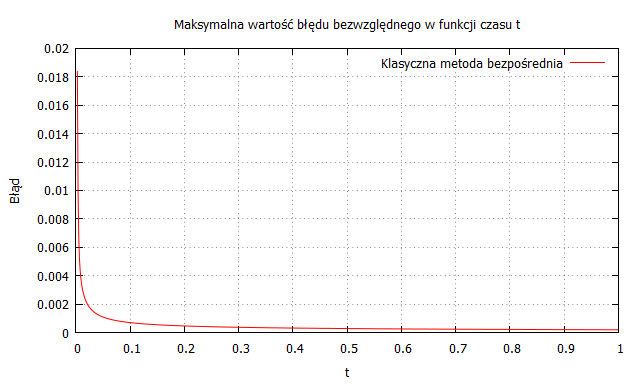 Maksymalna wartość błędu bezwzględnego w funkcji czasu t
Klasyczna metoda bezpośrednia
0.02
0.018
0.016
0.014
0.012
0.01
0.008
0.006
0.004
0.002
0
Błąd
0 0.1 0.2 0.3 0.4 0.5 0.6 0.7 0.8 0.9 1
t